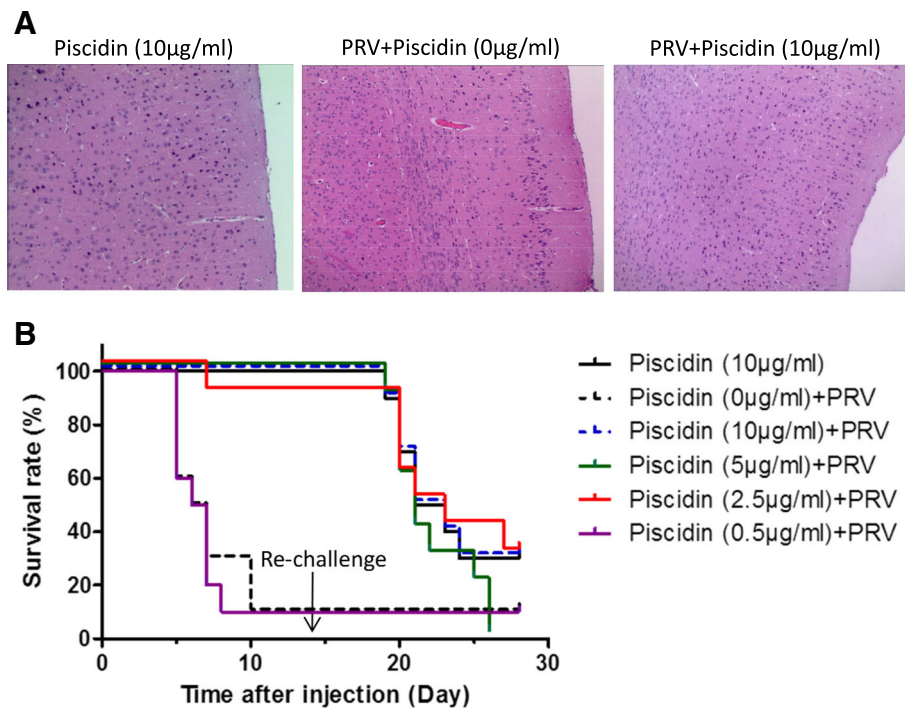 A
Piscidin (10μg/ml)
PRV+Piscidin (0μg/ml)
PRV+Piscidin (10μg/ml)
B
Survival rate (%)
100
80
60
40
20
0
Re-challenge
0
10
20
30
Time after injection (Day)
Piscidin (10μg/ml)
Piscidin (0μg/ml)+PRV
Piscidin (10μg/ml)+PRV
Piscidin (5μg/ml)+PRV
Piscidin (2.5μg/ml)+PRV
Piscidin (0.5μg/ml)+PRV